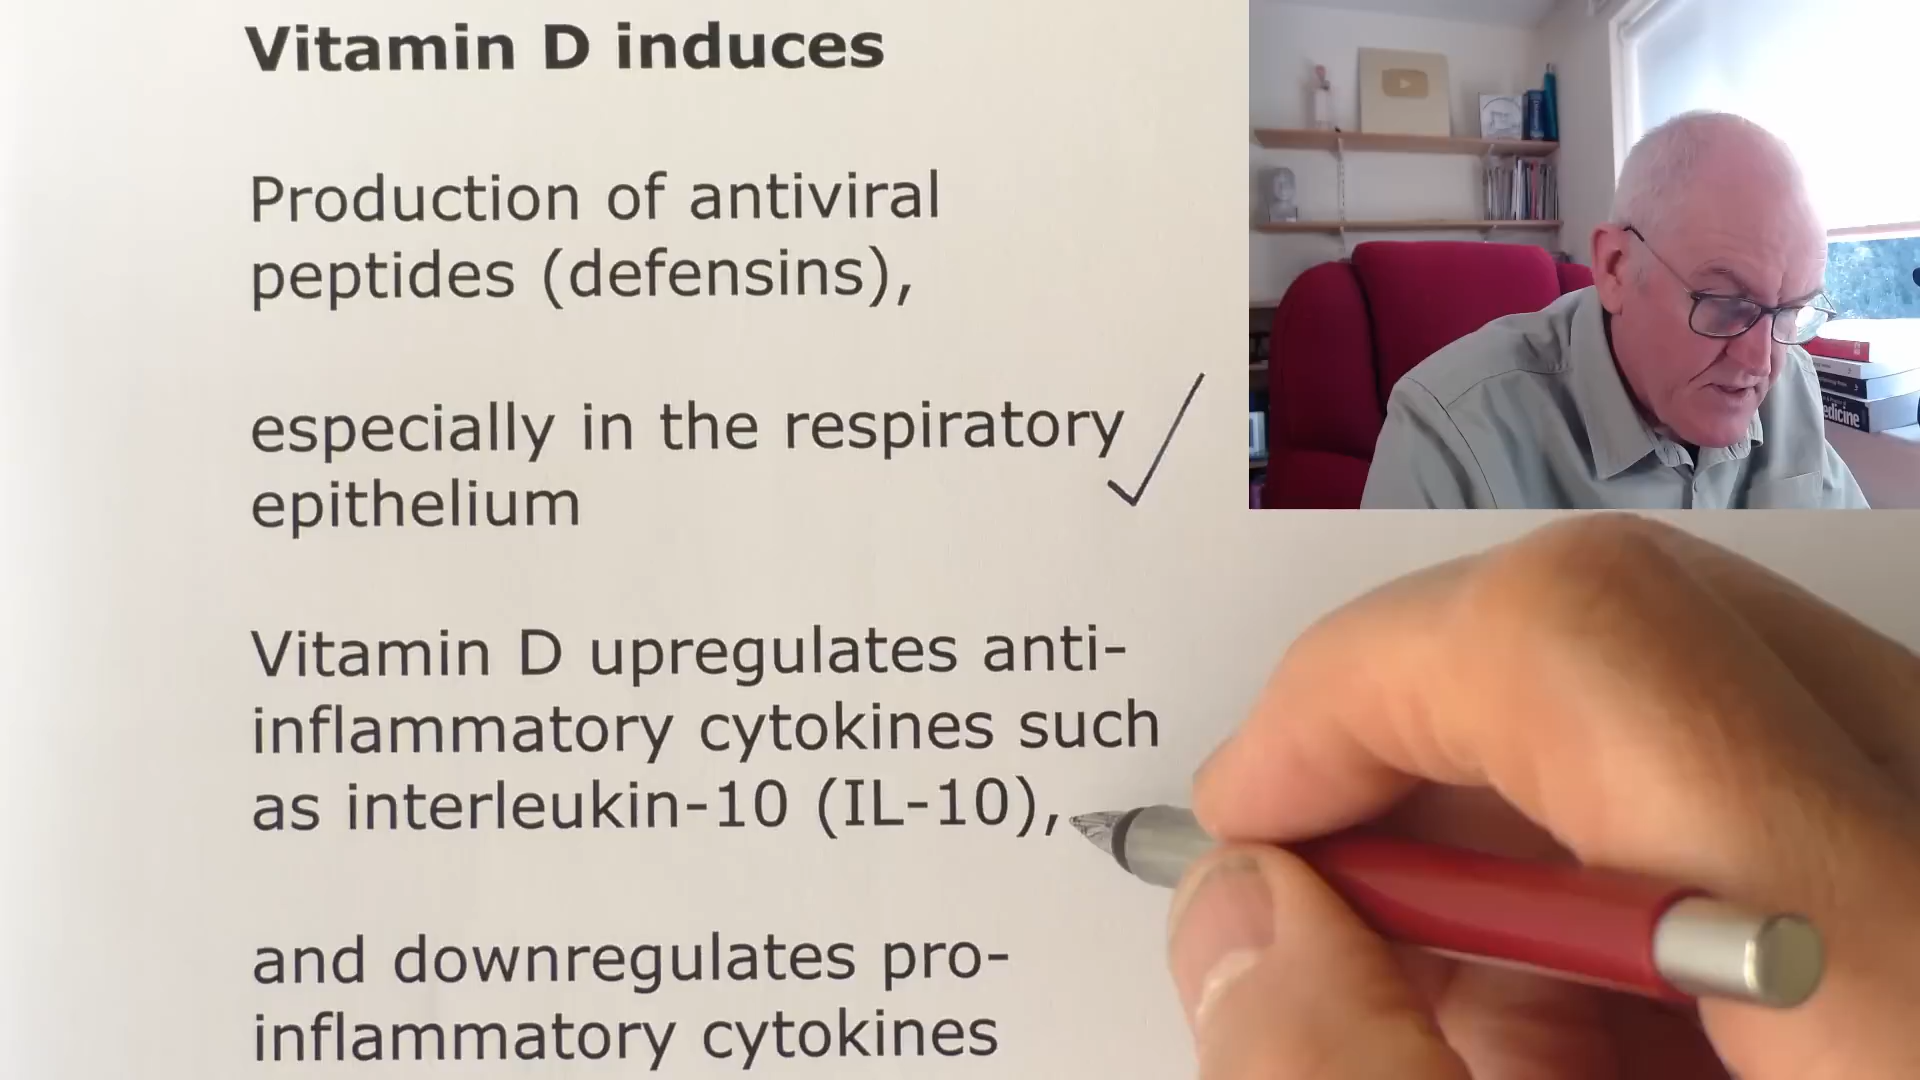 Vitamin D induces
Production of antiviral
peptides (defensins),
especially in the respiratory
epithelium
Vitamin D upregulates anti-
inflammatory cytokines such
as interleukin-10 (IL-10),
and downregulates pro-
inflammatory cytokines
edicine